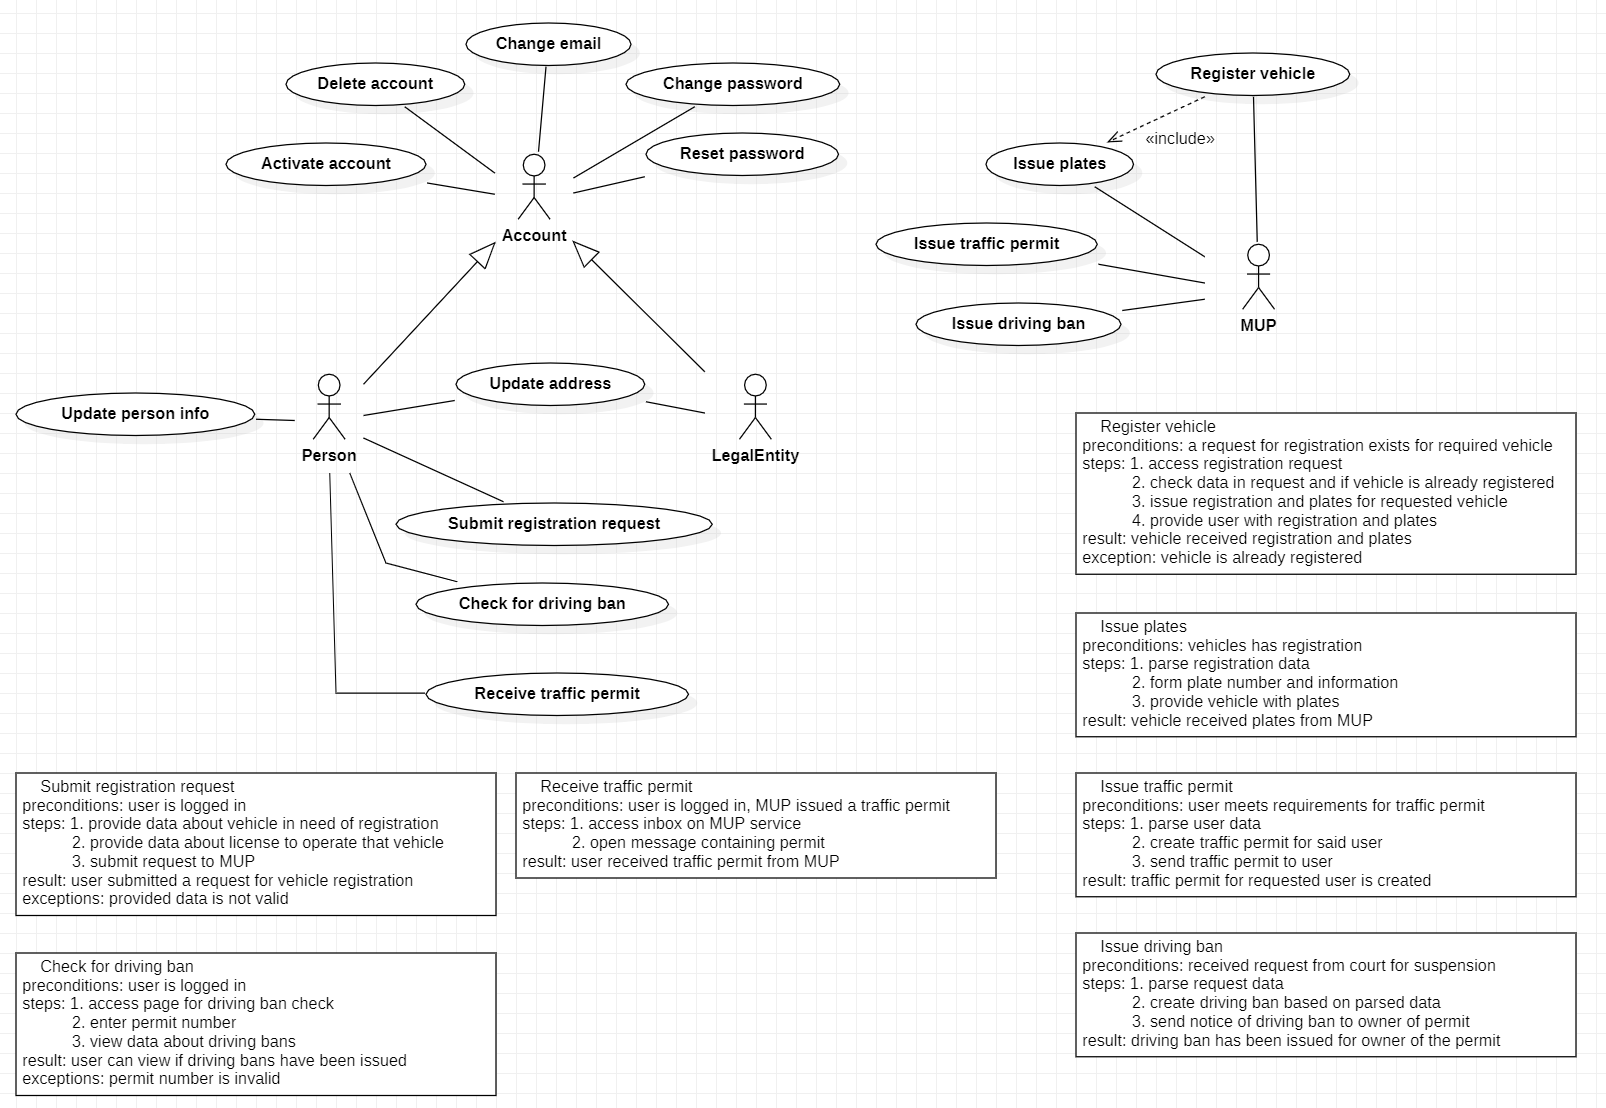 Change email
Delete account
Change password
Register vehicle
«include»
Activate account
Reset password
Issue plates
Account
Issue traffic permit
Issue driving ban
MUP
Update address
Update person info
Person
LegalEntity
Submit registration request
Check for driving ban
Receive traffic permit
Register vehicle
preconditions: a request for registration exists for required vehicle
steps: 1. access registration request
2. check data in request and if vehicle is already registered
3. issue registration and plates for requested vehicle
4. provide user with registration and plates
result: vehicle received registration and plates
exception: vehicle is already registered
Issue plates
preconditions: vehicles has registration
steps: 1. parse registration data
2. form plate number and information
3. provide vehicle with plates
result: vehicle received plates from MUP
Submit registration request
preconditions: user is logged in
steps: 1. provide data about vehicle in need of registration
2. provide data about license to operate that vehicle
3. submit request to MUP
result: user submitted a request for vehicle registration
exceptions: provided data is not valid
Receive traffic permit
preconditions: user is logged in, MUP issued a traffic permit
steps: 1. access inbox on MUP service
2. open message containing permit
result: user received traffic permit from MUP
Issue traffic permit
preconditions: user meets requirements for traffic permit
steps: 1. parse user data
2. create traffic permit for said user
3. send traffic permit to user
result: traffic permit for requested user is created
Check for driving ban
preconditions: user is logged in
steps: 1. access page for driving ban check
2. enter permit number
3. view data about driving bans
result: user can view if driving bans have been issued
exceptions: permit number is invalid
Issue driving ban
preconditions: received request from court for suspension
steps: 1. parse request data
2. create driving ban based on parsed data
3. send notice of driving ban to owner of permit
result: driving ban has been issued for owner of the permit